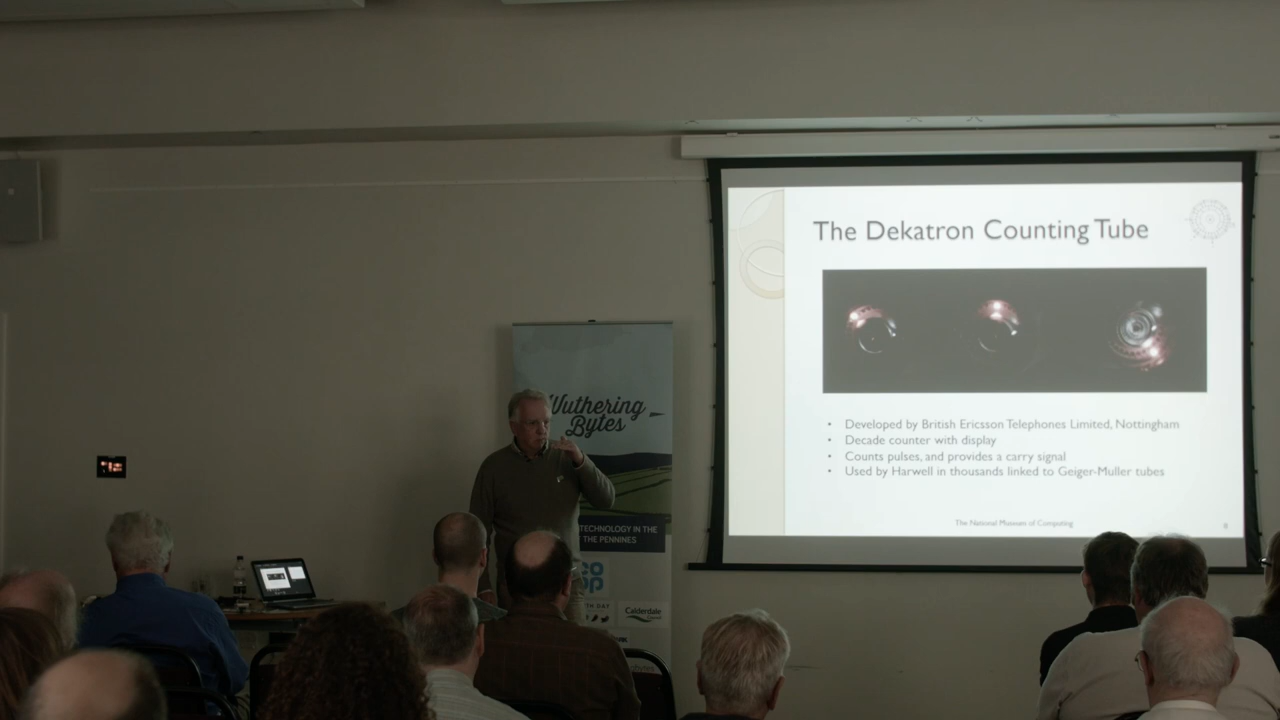 The Dekatron Counting Tube
• Developed by British Ericsson Telephones Limited, Nottingham
• Decade counter with display
• Counts pulses, and provides a carry signal
• Used by Harwell in thousands linked to Geiger-Muller tubes
The National Museum of Computing
8
Wuthering
Bytes
TECHNOLOGY IN THE
THE PENNINES
Calderdale